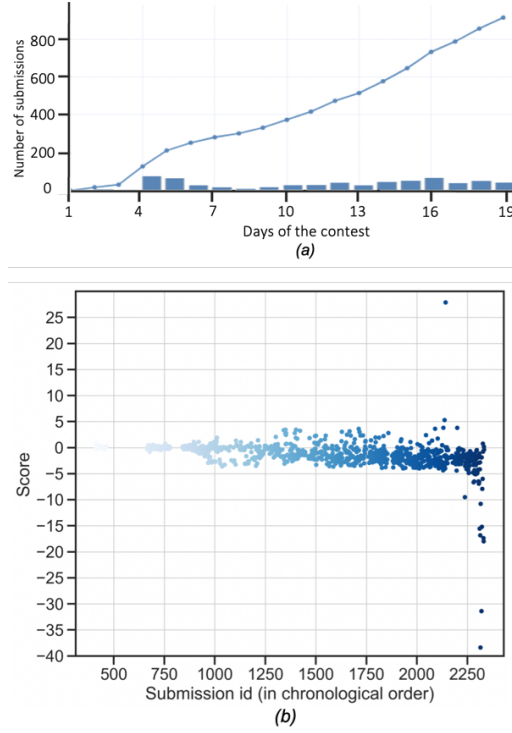 Number of submissions
800
600
400
200
0
1 4 7 10 13 16 19
Days of the contest
(a)
Score
25
20
15
10
5
0
−5
−10
−15
−20
−25
−30
−35
−40
500 750 1000 1250 1500 1750 2000 2250
Submission id (in chronological order)
(b)